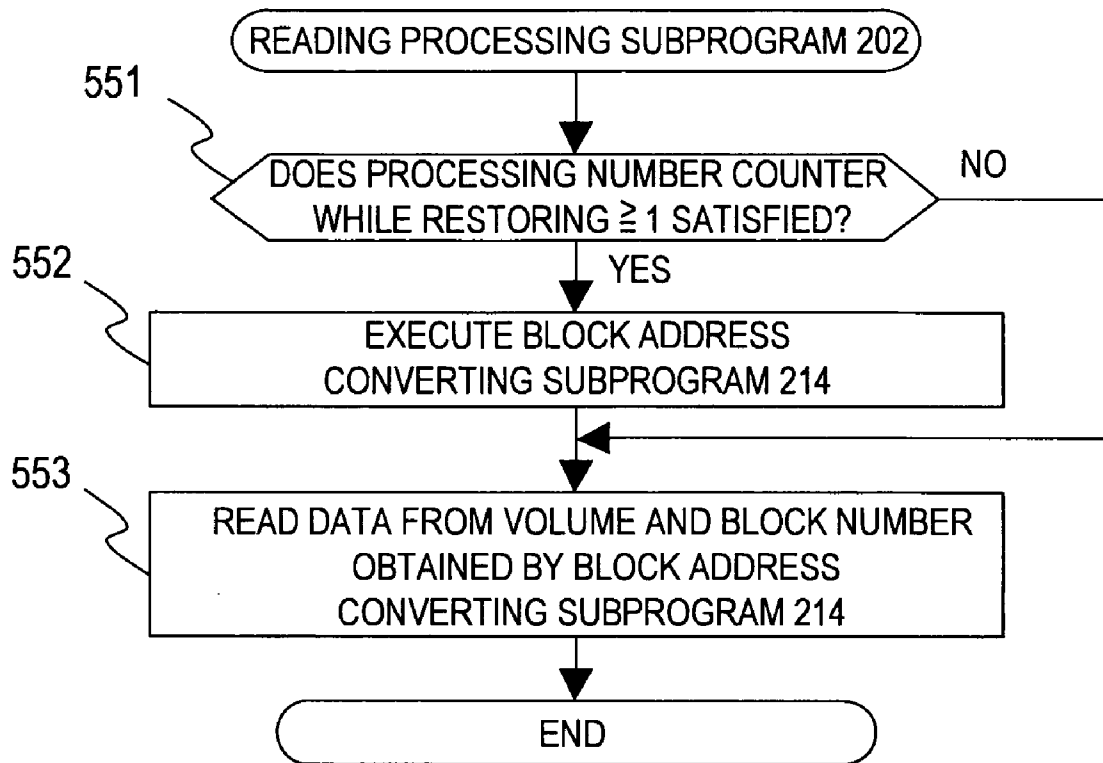 READING PROCESSING SUBPROGRAM 202
551
DOES PROCESSING NUMBER COUNTER
WHILE RESTORING ≧ 1 SATISFIED?
NO
YES
552
EXECUTE BLOCK ADDRESS
CONVERTING SUBPROGRAM 214
553
READ DATA FROM VOLUME AND BLOCK NUMBER
OBTAINED BY BLOCK ADDRESS
CONVERTING SUBPROGRAM 214
END